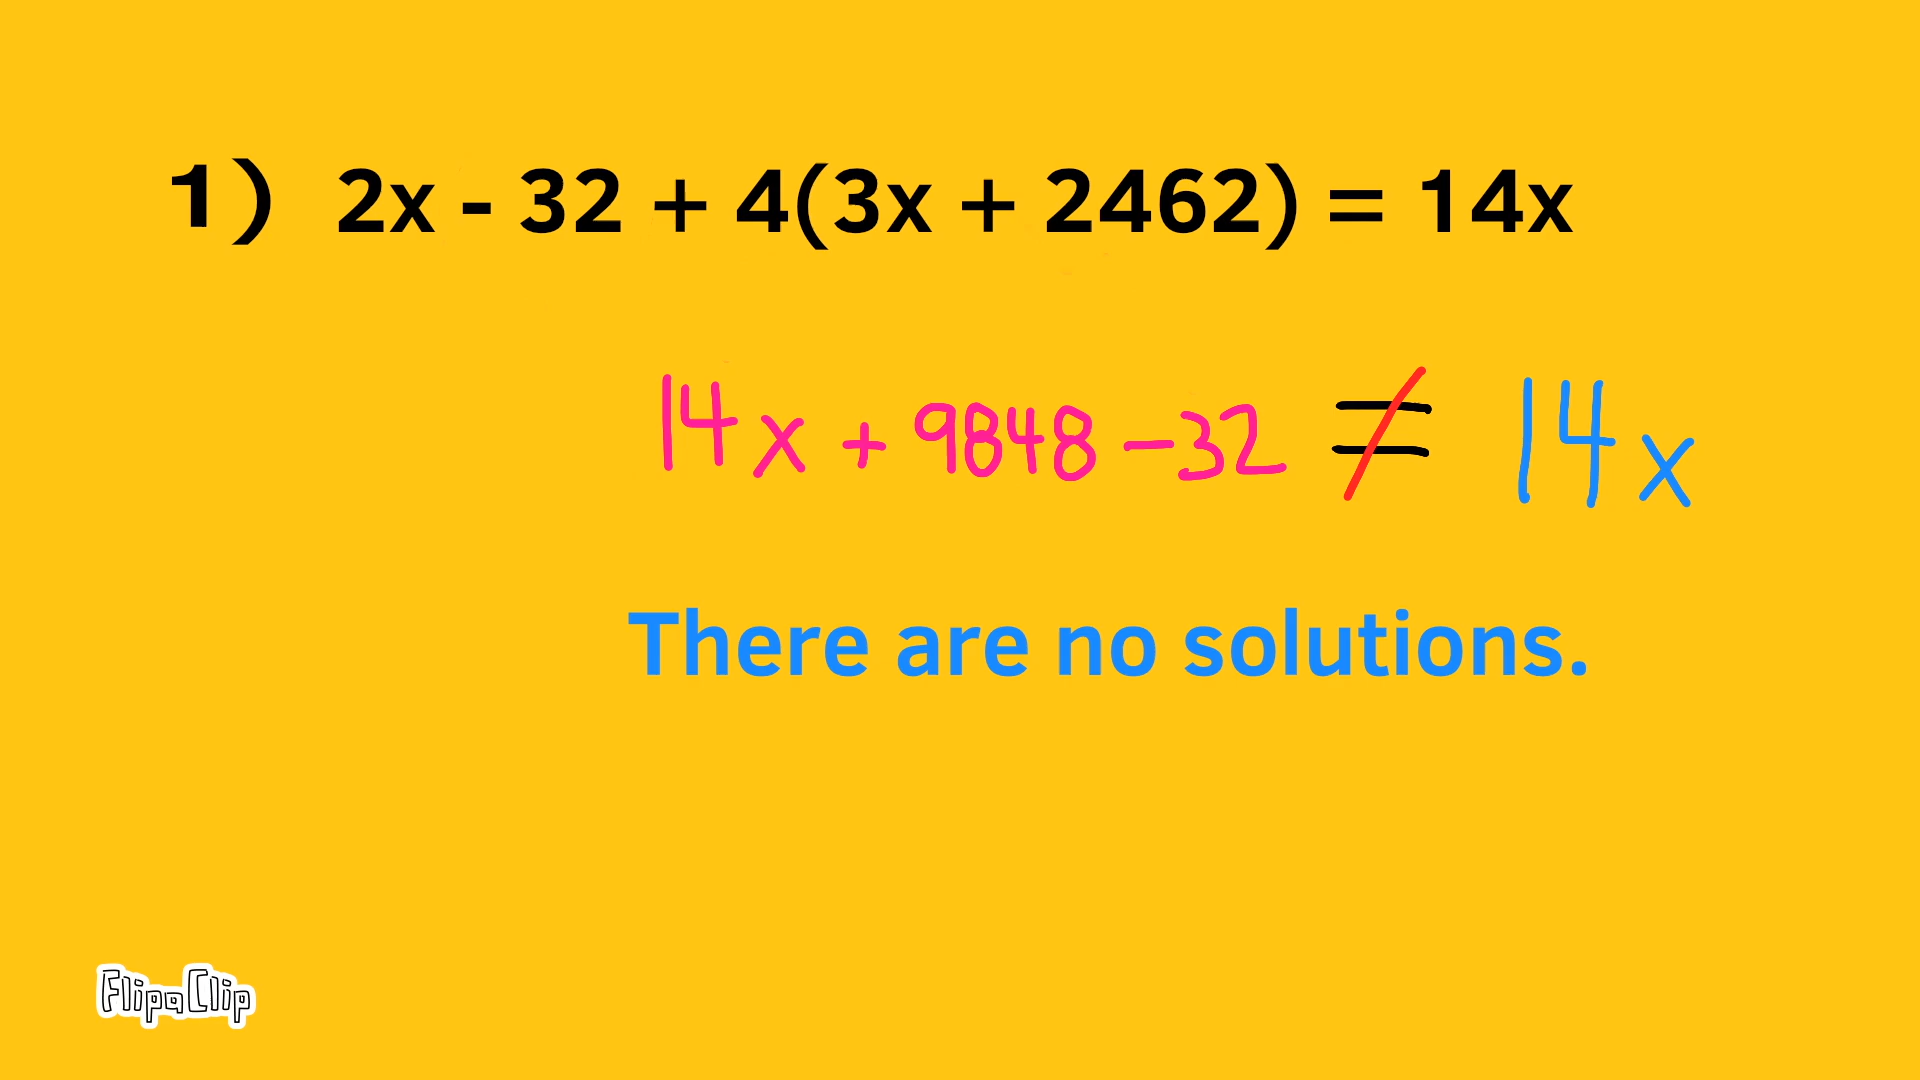 1) 2x - 32 + 4(3x + 2462) = 14x
14x + 9848 - 32 ≠ 14x
There are no solutions.
FlipaClip